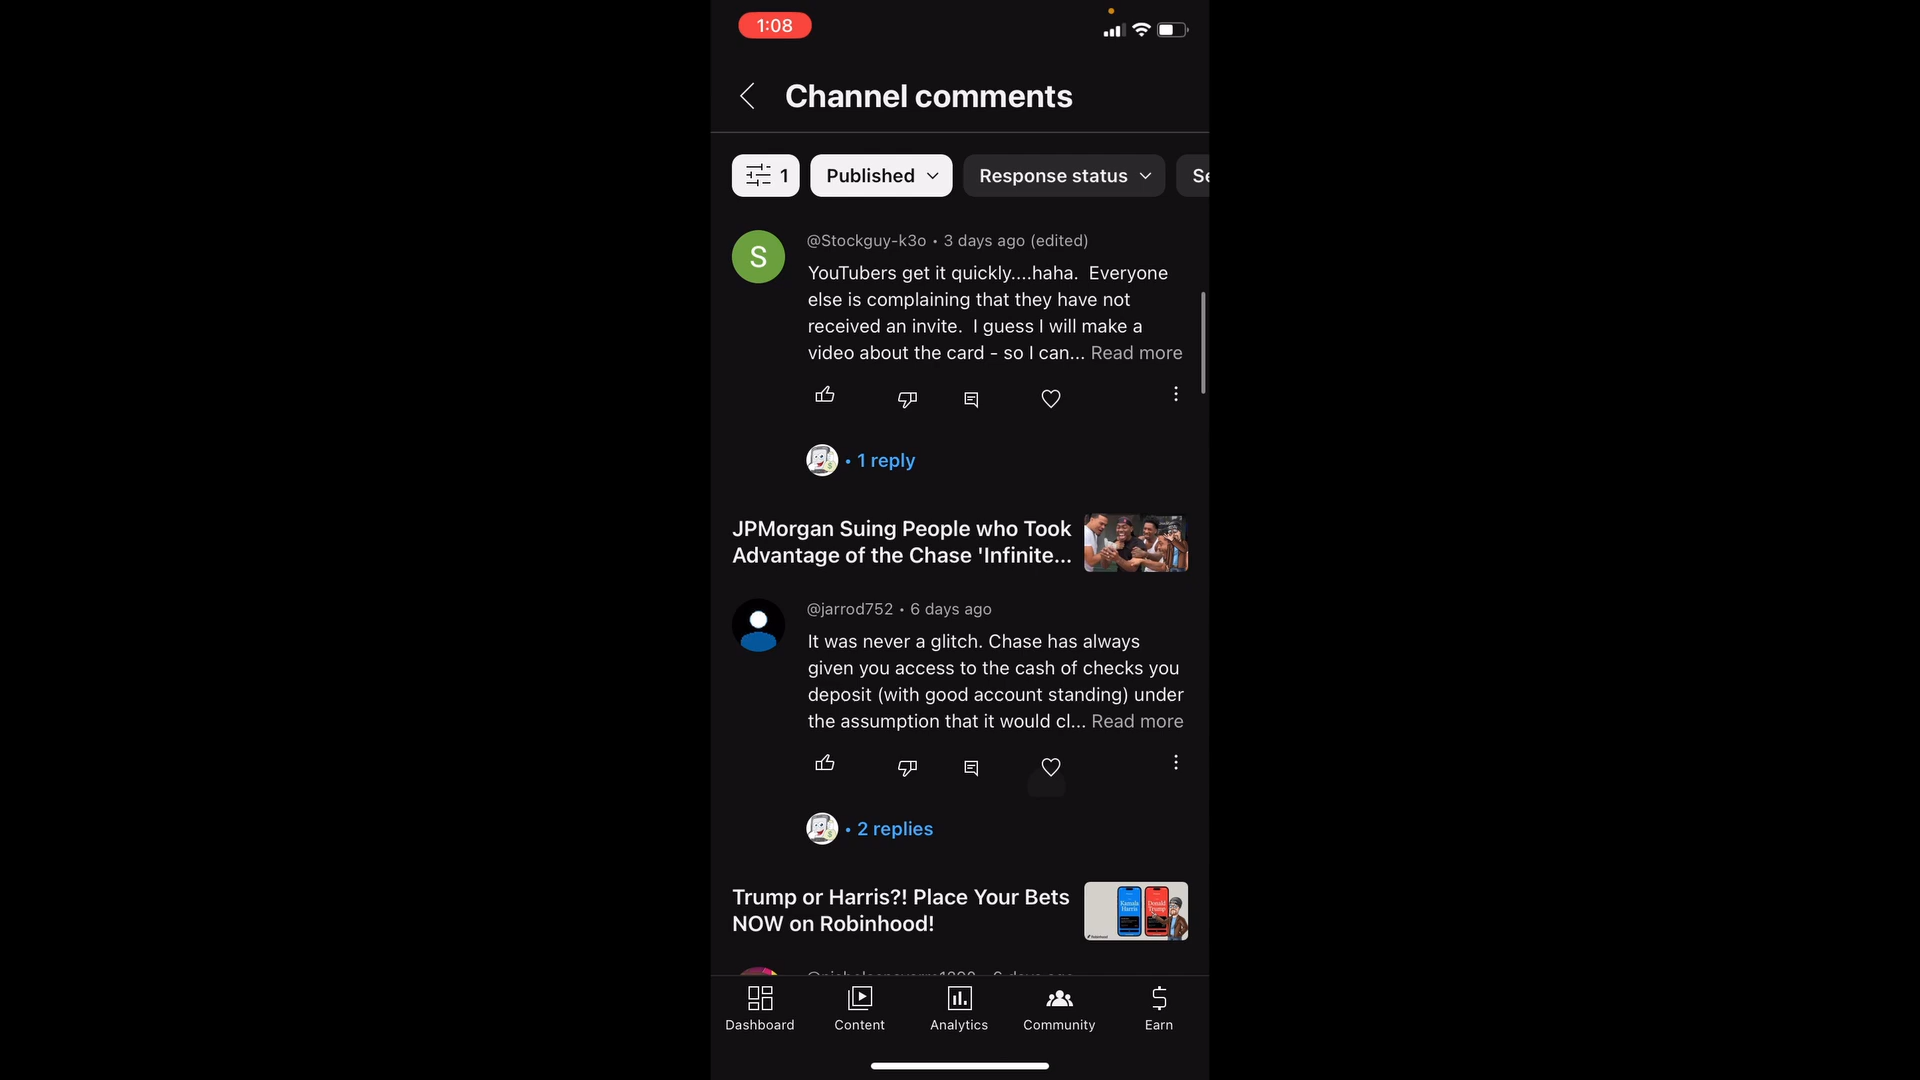 1:08
Channel comments
1
Published
Response status
Se
@Stockguy-k3o • 3 days ago (edited)
S
YouTubers get it quickly....haha.  Everyone
else is complaining that they have not
received an invite.  I guess I will make a
video about the card - so I can... Read more
• 1 reply
JPMorgan Suing People who Took
Advantage of the Chase 'Infinite...
@jarrod752 • 6 days ago
It was never a glitch. Chase has always
given you access to the cash of checks you
deposit (with good account standing) under
the assumption that it would cl... Read more
• 2 replies
Trump or Harris?! Place Your Bets
NOW on Robinhood!
Kamala
Harris
Donald
Trump
Dashboard
Content
Analytics
Community
Earn